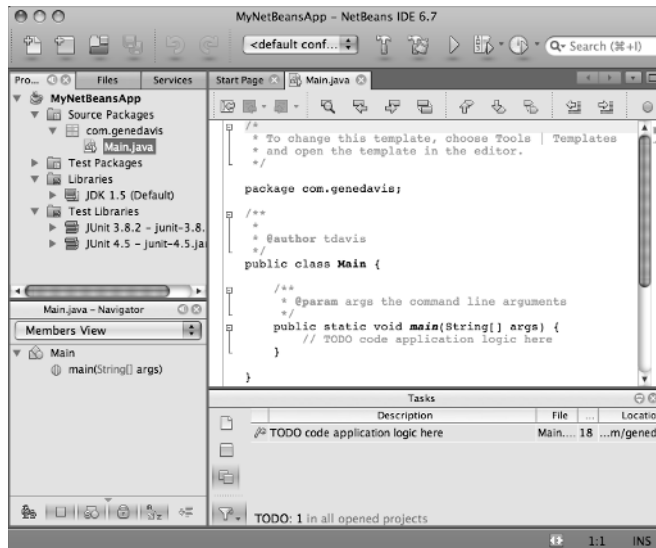 MyNetBeansApp – NetBeans IDE 6.7
<default conf...
Search (⌘+I)
Pro...
Files
Services
MyNetBeansApp
Source Packages
com.genedavis
Main.java
Test Packages
Libraries
JDK 1.5 (Default)
Test Libraries
JUnit 3.8.2 – junit-3.8.
JUnit 4.5 – junit-4.5.ja
Main.java – Navigator
Members View
Main
main(String[] args)
Start Page
Main.java
/*
* To change this template, choose Tools | Templates
* and open the template in the editor.
*/
package com.genedavis;
/**
*
* @author tdavis
*/
public class Main {
/**
* @param args the command line arguments
*/
public static void main(String[] args) {
// TODO code application logic here
}
}
Tasks
Description File ... Locatio
TODO code application logic here Main.... 18 ...m/gened
TODO: 1 in all opened projects
1:1 INS